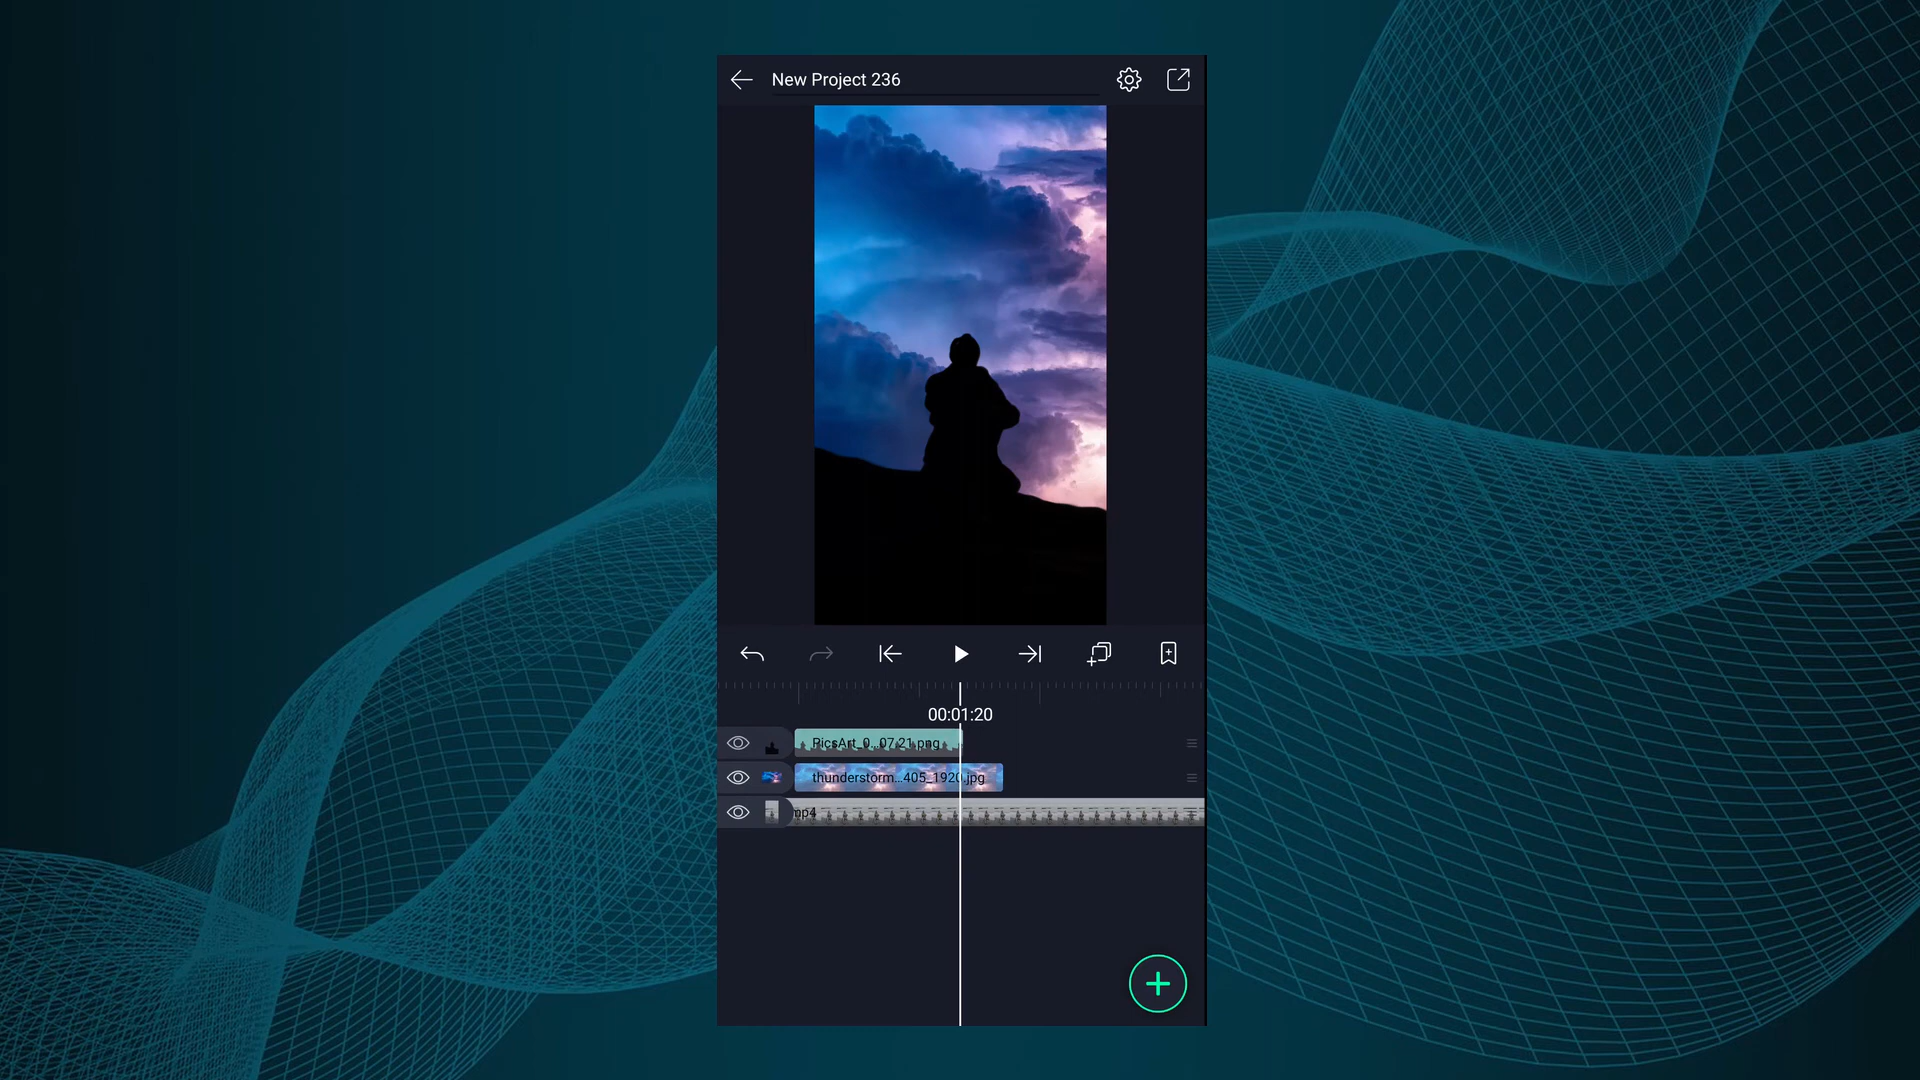 New Project 236
00:01:20
PicsArt_0...07.21.png
thunderstorm...405_1920.jpg
mp4